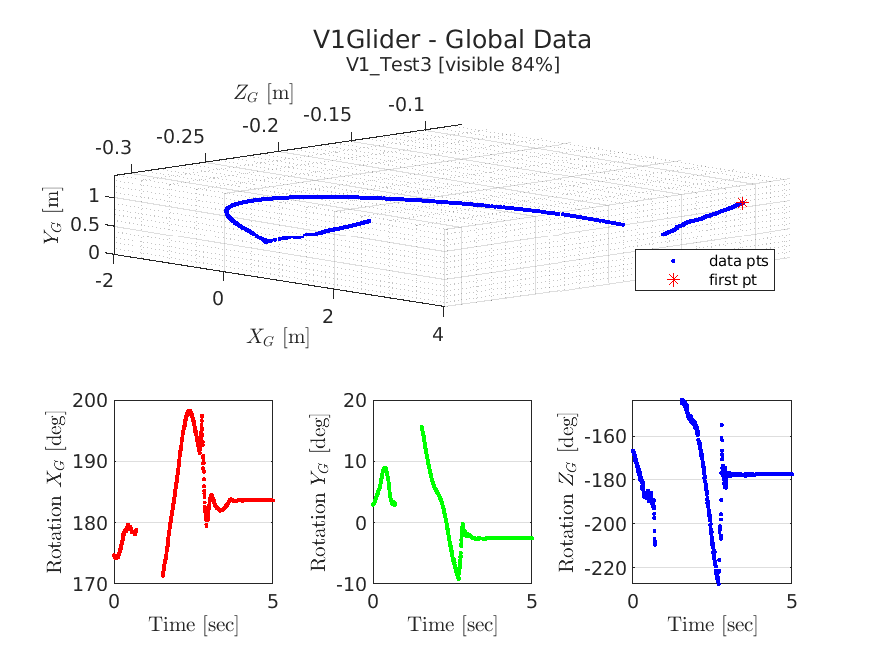 V1Glider - Global Data
V1_Test3 [visible 84%]
Z_G [m]
-0.3
-0.25
-0.2
-0.15
-0.1
Y_G [m]
1
0.5
0
-2
0
2
4
X_G [m]
data pts
first pt
Rotation X_G [deg]
200
190
180
170
0
5
Time [sec]
Rotation Y_G [deg]
20
10
0
-10
0
5
Time [sec]
Rotation Z_G [deg]
-160
-180
-200
-220
0
5
Time [sec]